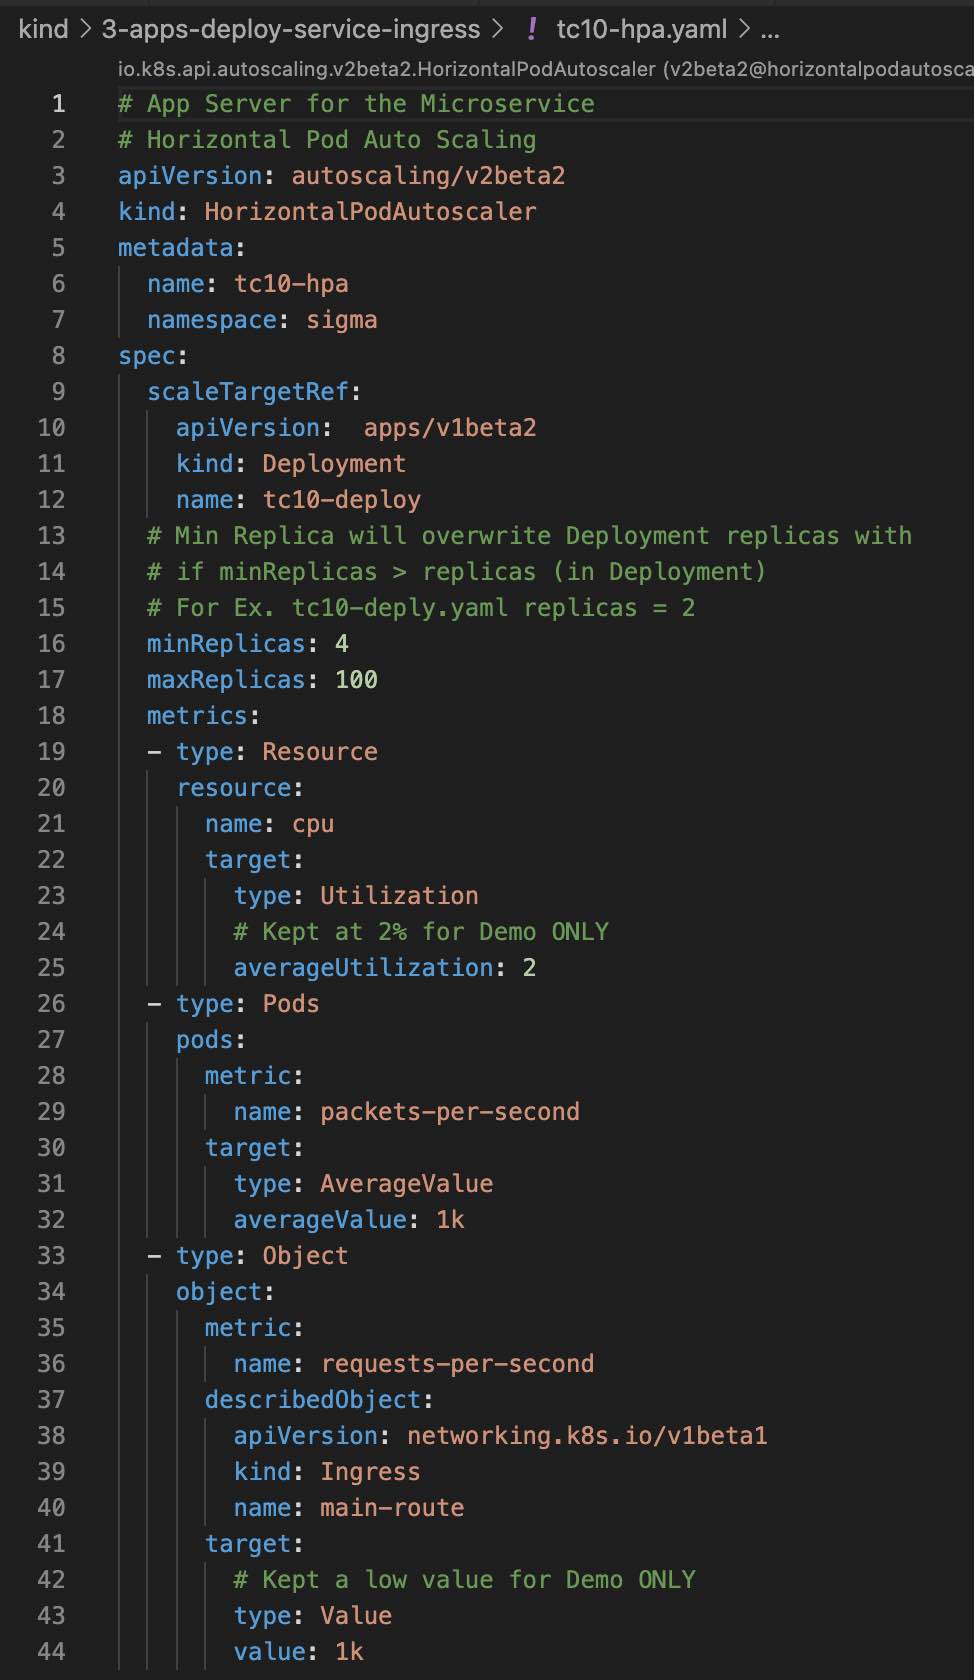 kind > 3-apps-deploy-service-ingress > ! tc10-hpa.yaml > ...
io.k8s.api.autoscaling.v2beta2.HorizontalPodAutoscaler (v2beta2@horizontalpodautosca
1 # App Server for the Microservice
2 # Horizontal Pod Auto Scaling
3 apiVersion: autoscaling/v2beta2
4 kind: HorizontalPodAutoscaler
5 metadata:
6   name: tc10-hpa
7   namespace: sigma
8 spec:
9   scaleTargetRef:
10     apiVersion:  apps/v1beta2
11     kind: Deployment
12     name: tc10-deploy
13   # Min Replica will overwrite Deployment replicas with
14   # if minReplicas > replicas (in Deployment)
15   # For Ex. tc10-deply.yaml replicas = 2
16   minReplicas: 4
17   maxReplicas: 100
18   metrics:
19   - type: Resource
20     resource:
21       name: cpu
22       target:
23         type: Utilization
24         # Kept at 2% for Demo ONLY
25         averageUtilization: 2
26   - type: Pods
27     pods:
28       metric:
29         name: packets-per-second
30       target:
31         type: AverageValue
32         averageValue: 1k
33   - type: Object
34     object:
35       metric:
36         name: requests-per-second
37       describedObject:
38         apiVersion: networking.k8s.io/v1beta1
39         kind: Ingress
40         name: main-route
41       target:
42         # Kept a low value for Demo ONLY
43         type: Value
44         value: 1k